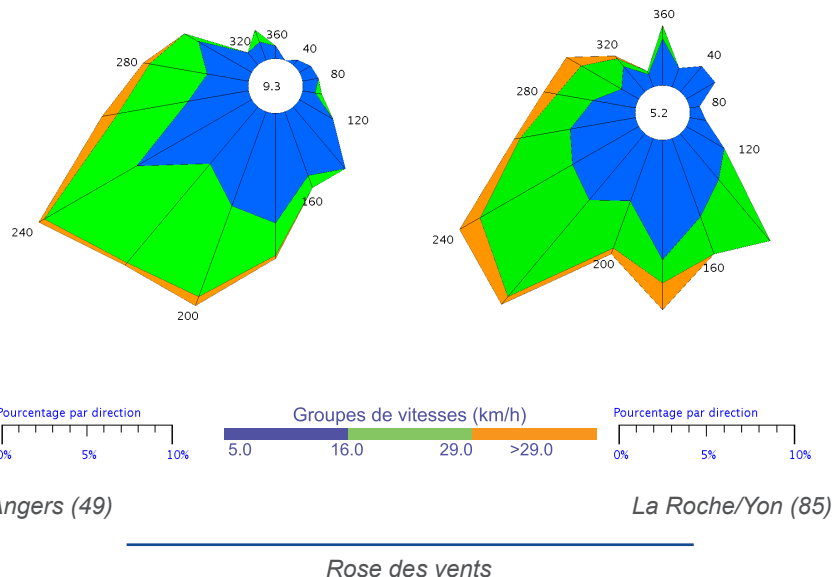 320 360 40 80 120 160 200 240 280
9.3
360 40 80 120 160 200 240 280 320
5.2
Pourcentage par direction
0% 5% 10%
Groupes de vitesses (km/h)
5.0 16.0 29.0 >29.0
Pourcentage par direction
0% 5% 10%
Angers (49)
La Roche/Yon (85)
Rose des vents